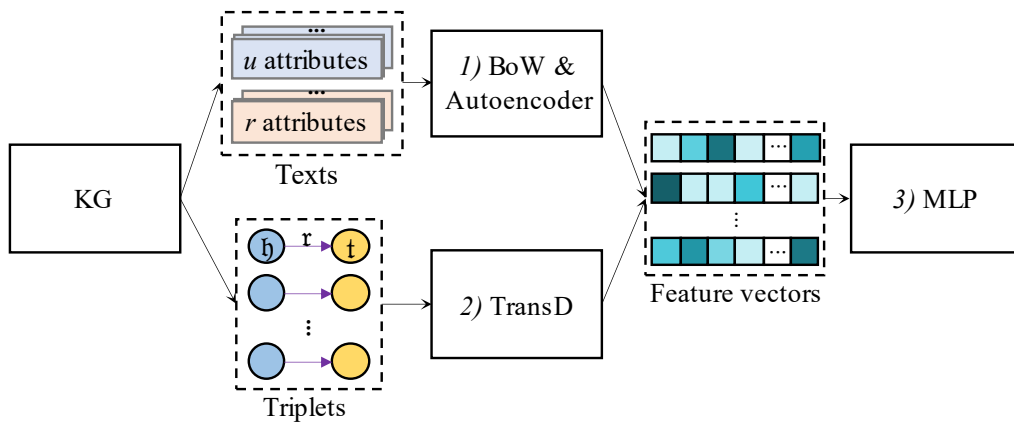 KG
...
u attributes
...
r attributes
Texts
𝔥 𝔯 𝔱
...
Triplets
1) BoW &
Autoencoder
2) TransD
...
...
...
...
Feature vectors
3) MLP